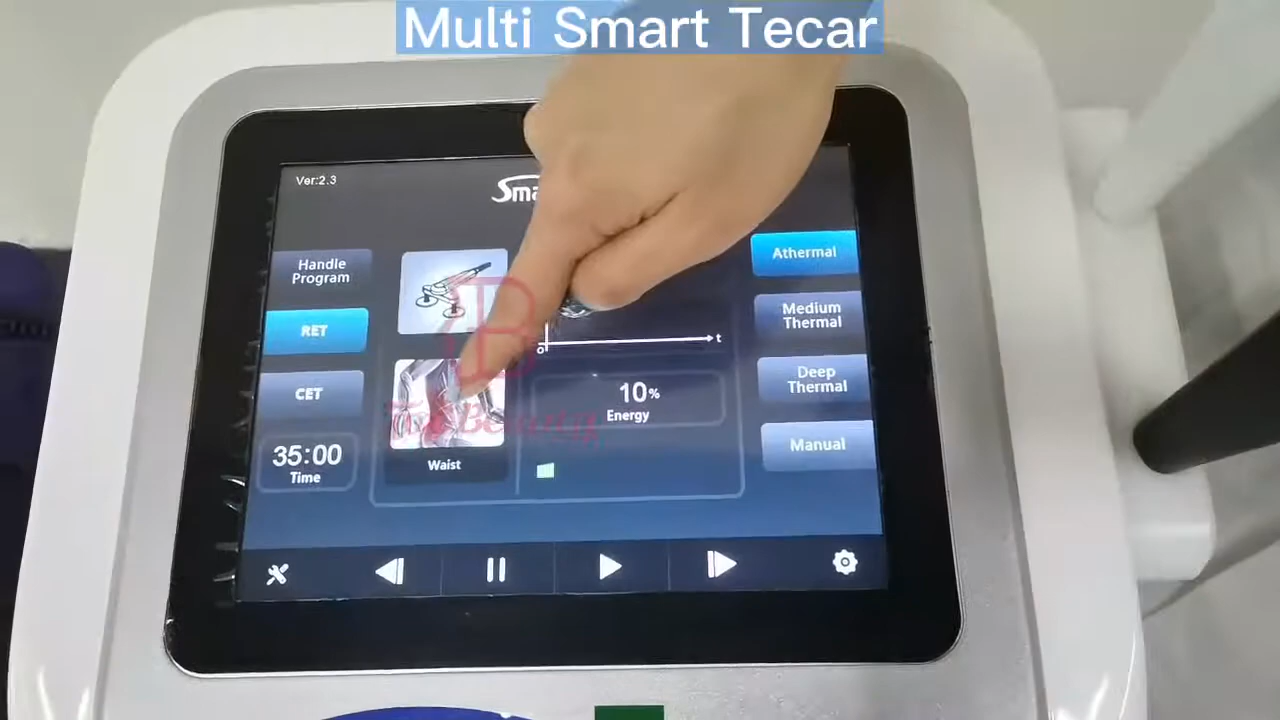 Multi Smart Tecar
Ver:2.3
Handle
Program
RET
CET
35:00
Time
Waist
o
t
10%
Energy
Athermal
Medium
Thermal
Deep
Thermal
Manual